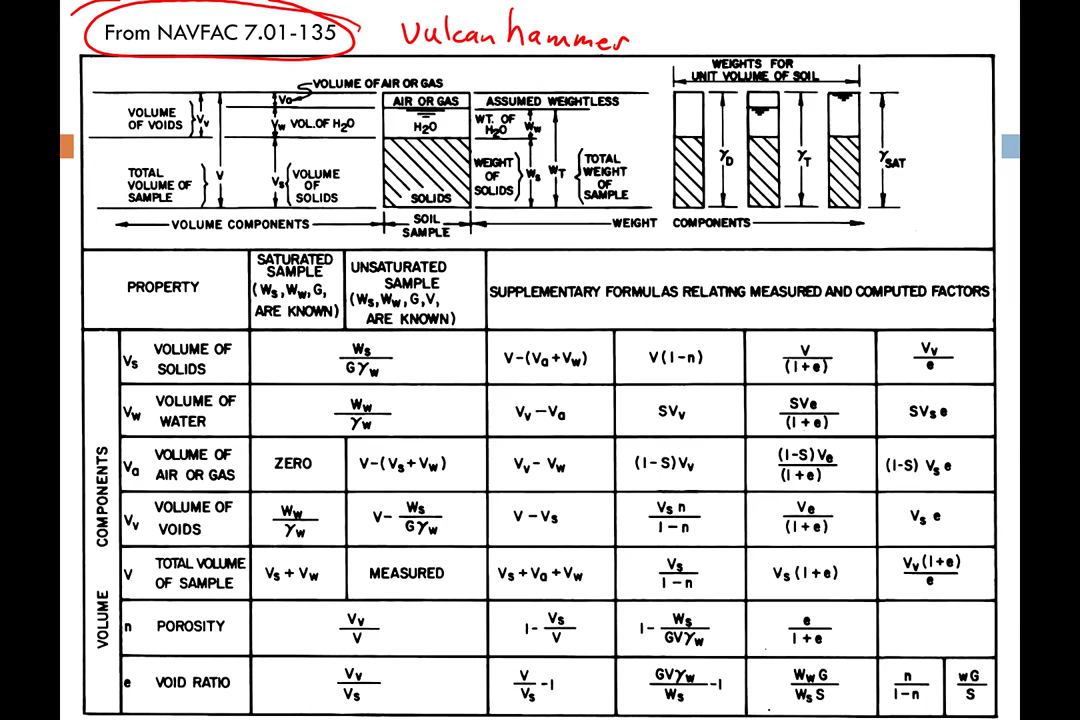 From NAVFAC 7.01-135
Vulcanhammer
VOLUME OF AIR OR GAS
WEIGHTS FOR
UNIT VOLUME OF SOIL
VOLUME
OF VOIDS
Vv
V
Va
Vw
VOL. OF H2O
AIR OR GAS
H2O
ASSUMED WEIGHTLESS
WT. OF
H2O
Ww
TOTAL
VOLUME OF
SAMPLE
Vs
VOLUME
OF
SOLIDS
SOLIDS
WEIGHT
OF
SOLIDS
Ws
WT
TOTAL
WEIGHT
OF
SAMPLE
γD
γT
γSAT
VOLUME COMPONENTS
SOIL
SAMPLE
WEIGHT COMPONENTS
PROPERTY
SATURATED
SAMPLE
(Ws, Ww, G,
ARE KNOWN)
UNSATURATED
SAMPLE
(Ws, Ww, G, V,
ARE KNOWN)
SUPPLEMENTARY FORMULAS RELATING MEASURED AND COMPUTED FACTORS
VOLUME COMPONENTS
Vs VOLUME OF
SOLIDS
Ws
Gγw
V-(Va+Vw)
V(1-n)
V
(1+e)
Vv
e
Vw VOLUME OF
WATER
Ww
γw
Vv-Va
SVv
SVe
(1+e)
SVs e
Va VOLUME OF
AIR OR GAS
ZERO
V-(Vs+Vw)
Vv-Vw
(1-S)Vv
(1-S)Ve
(1+e)
(1-S) Vs e
Vv VOLUME OF
VOIDS
Ww
γw
V- Ws
Gγw
V-Vs
Vs n
1-n
Ve
(1+e)
Vs e
V TOTAL VOLUME
OF SAMPLE
Vs+Vw
MEASURED
Vs+Va+Vw
Vs
1-n
Vs(1+e)
Vv(1+e)
e
n POROSITY
Vv
V
1- Vs
V
1- Ws
GVγw
e
1+e
e VOID RATIO
Vv
Vs
V
Vs -1
GVγw
Ws -1
WwG
WsS
n
1-n
wG
S